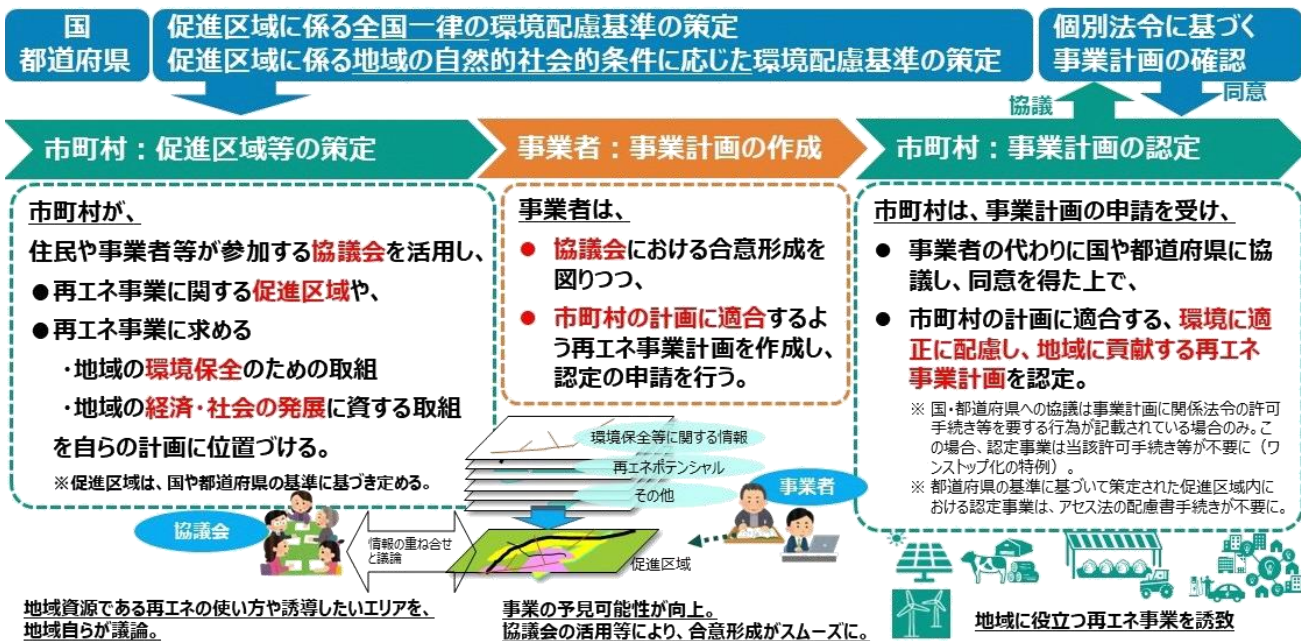 国
都道府県
促進区域に係る全国一律の環境配慮基準の策定
促進区域に係る地域の自然的社会的条件に応じた環境配慮基準の策定
個別法令に基づく
事業計画の確認
協議
同意
市町村：促進区域等の策定
市町村が、
住民や事業者等が参加する協議会を活用し、
●再エネ事業に関する促進区域や、
●再エネ事業に求める
・地域の環境保全のための取組
・地域の経済・社会の発展に資する取組
を自らの計画に位置づける。
※促進区域は、国や都道府県の基準に基づき定める。
事業者：事業計画の作成
事業者は、
● 協議会における合意形成を
図りつつ、
● 市町村の計画に適合するよ
う再エネ事業計画を作成し、
認定の申請を行う。
市町村：事業計画の認定
市町村は、事業計画の申請を受け、
● 事業者の代わりに国や都道府県に協
議し、同意を得た上で、
● 市町村の計画に適合する、環境に適
正に配慮し、地域に貢献する再エネ
事業計画を認定。
※ 国・都道府県への協議は事業計画に関係法令の許可
手続き等を要する行為が記載されている場合のみ。こ
の場合、認定事業は当該許可手続き等が不要に（ワ
ンストップ化の特例）。
※ 都道府県の基準に基づいて策定された促進区域内に
おける認定事業は、アセス法の配慮書手続きが不要に。
環境保全等に関する情報
再エネポテンシャル
その他
協議会
情報の重ね合せ
と議論
促進区域
事業者
地域資源である再エネの使い方や誘導したいエリアを、
地域自らが議論。
事業の予見可能性が向上。
協議会の活用等により、合意形成がスムーズに。
地域に役立つ再エネ事業を誘致